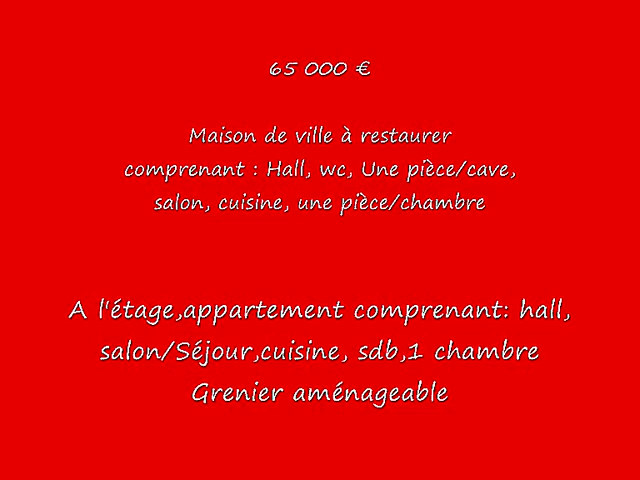 65 000 €
Maison de ville à restaurer
comprenant : Hall, wc, Une pièce/cave,
salon, cuisine, une pièce/chambre
A l'étage,appartement comprenant: hall,
salon/Séjour,cuisine, sdb,1 chambre
Grenier aménageable